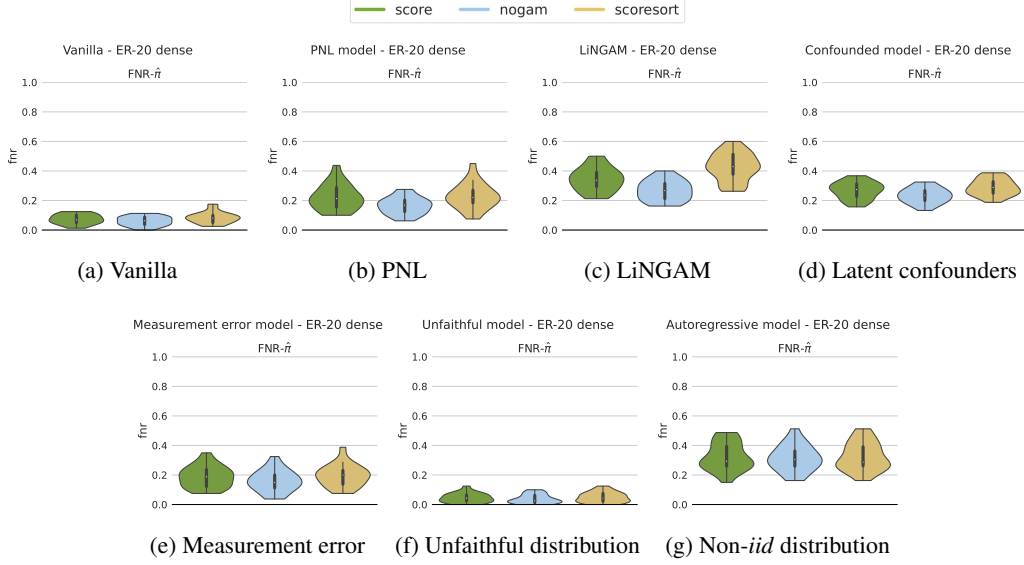 score nogam scoresort
Vanilla - ER-20 dense PNL model - ER-20 dense LiNGAM - ER-20 dense Confounded model - ER-20 dense
FNR-π̂ FNR-π̂ FNR-π̂ FNR-π̂
1.0 1.0 1.0 1.0
0.8 0.8 0.8 0.8
0.6 0.6 0.6 0.6
fnr fnr fnr fnr
0.4 0.4 0.4 0.4
0.2 0.2 0.2 0.2
0.0 0.0 0.0 0.0
(a) Vanilla (b) PNL (c) LiNGAM (d) Latent confounders
Measurement error model - ER-20 dense Unfaithful model - ER-20 dense Autoregressive model - ER-20 dense
FNR-π̂ FNR-π̂ FNR-π̂
1.0 1.0 1.0
0.8 0.8 0.8
0.6 0.6 0.6
fnr fnr fnr
0.4 0.4 0.4
0.2 0.2 0.2
0.0 0.0 0.0
(e) Measurement error (f) Unfaithful distribution (g) Non-iid distribution